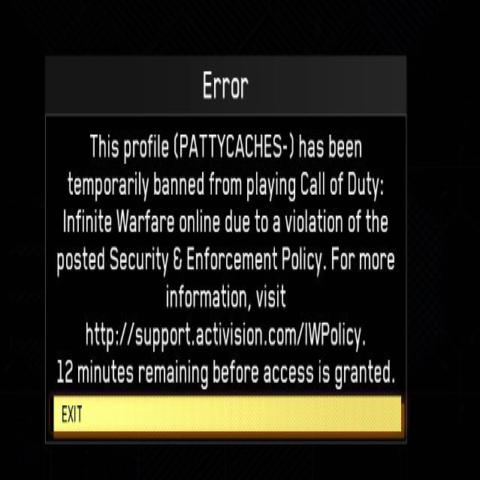 Error
This profile (PATTYCACHES-) has been
temporarily banned from playing Call of Duty:
Infinite Warfare online due to a violation of the
posted Security & Enforcement Policy. For more
information, visit
http://support.activision.com/IWPolicy.
12 minutes remaining before access is granted.
EXIT